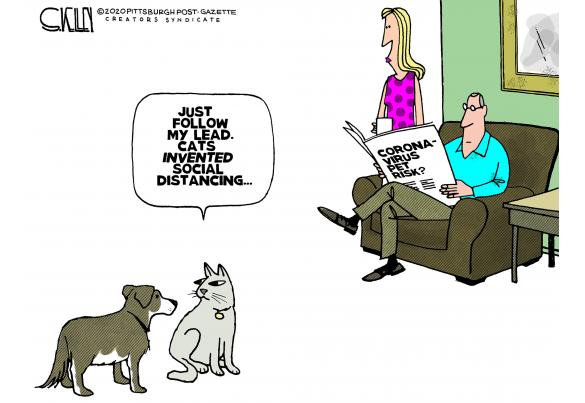 ©2020 PITTSBURGH POST-GAZETTE
CREATORS SYNDICATE
JUST
FOLLOW
MY LEAD.
CATS
INVENTED
SOCIAL
DISTANCING...
CORONA-
VIRUS
PET
RISK?